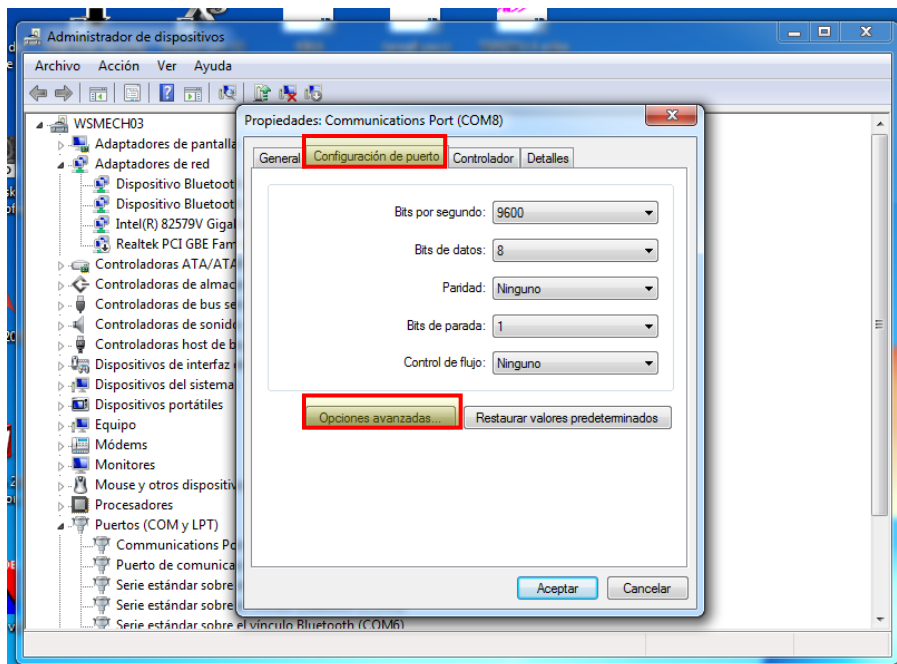 Administrador de dispositivos
Archivo Acción Ver Ayuda
WSMECH03
Adaptadores de pantalla
Adaptadores de red
Dispositivo Bluetoot
Dispositivo Bluetoot
Intel(R) 82579V Gigal
Realtek PCI GBE Fam
Controladoras ATA/ATA
Controladoras de almac
Controladoras de bus se
Controladoras de sonido
Controladoras host de b
Dispositivos de interfaz
Dispositivos del sistema
Dispositivos portátiles
Equipo
Módems
Monitores
Mouse y otros dispositiv
Procesadores
Puertos (COM y LPT)
Communications Po
Puerto de comunica
Serie estándar sobre
Serie estándar sobre
Serie estándar sobre el vínculo Bluetooth (COM6)
Propiedades: Communications Port (COM8)
General Configuración de puerto Controlador Detalles
Bits por segundo: 9600
Bits de datos: 8
Paridad: Ninguno
Bits de parada: 1
Control de flujo: Ninguno
Opciones avanzadas... Restaurar valores predeterminados
Aceptar Cancelar